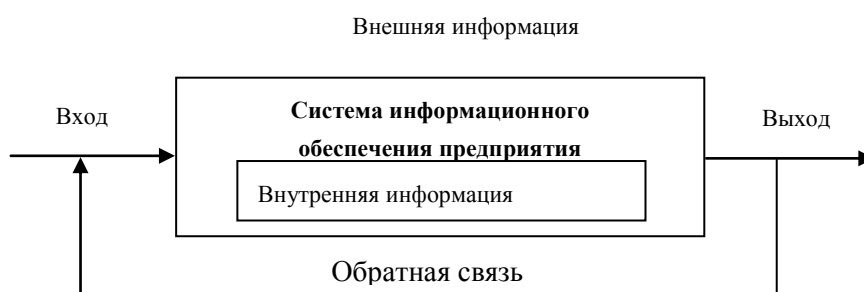 Внешняя информация
Вход
Система информационного
обеспечения предприятия
Выход
Внутренняя информация
Обратная связь